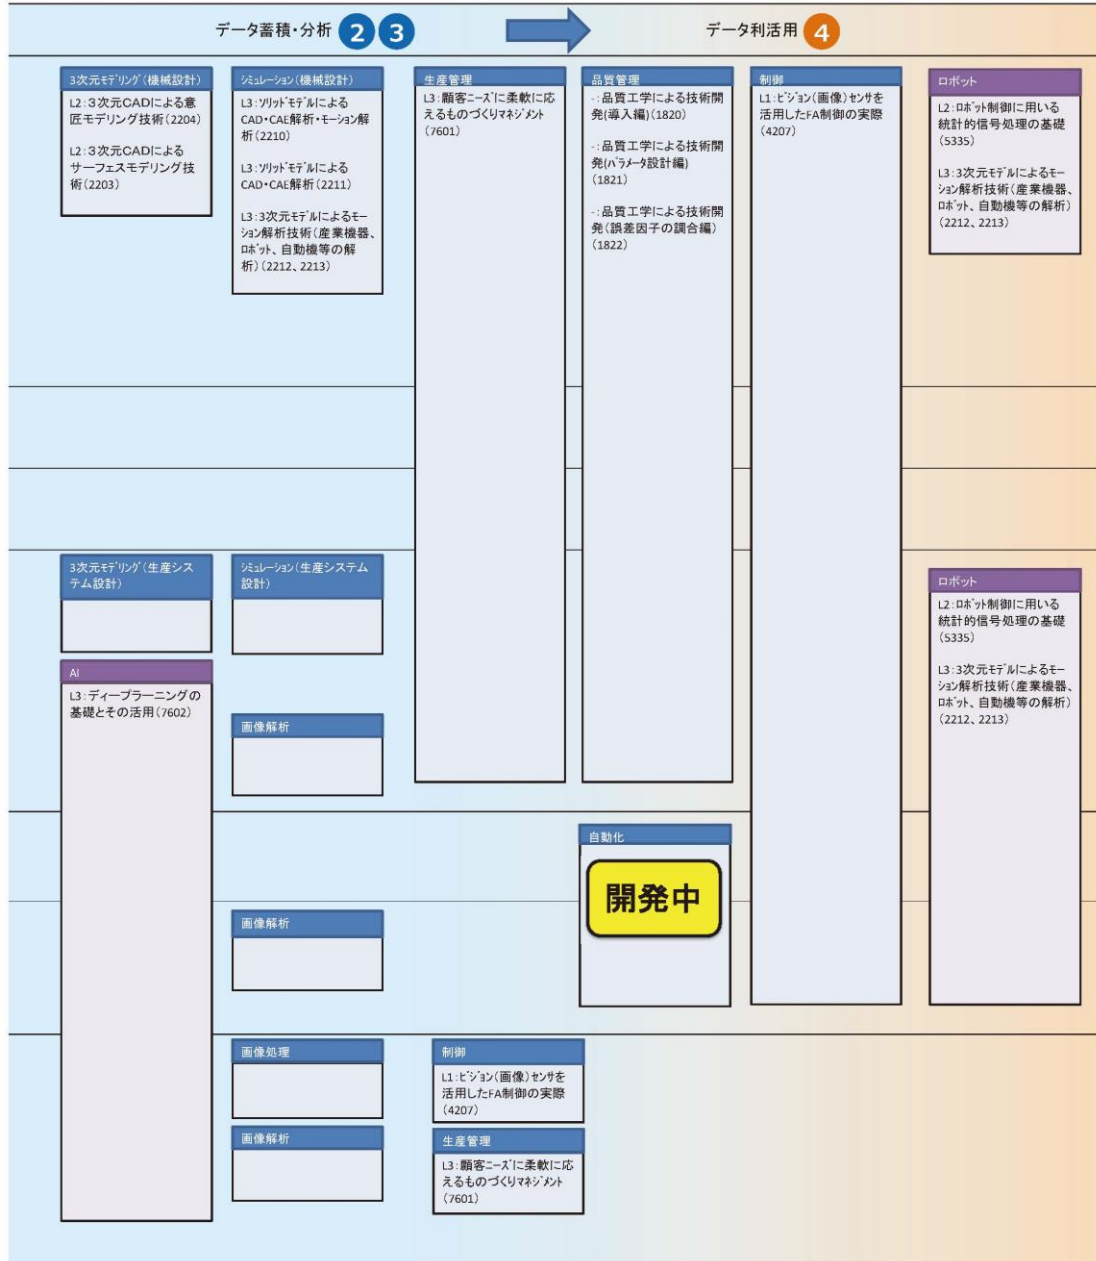 データ蓄積・分析 2 3
データ利活用 4
3次元ﾓﾃﾞﾘﾝｸﾞ(機械設計)
L2:３次元CADによる意
匠モデリング技術(2204)
L2:３次元CADによる
サーフェスモデリング技
術(2203)
ｼﾐｭﾚｰｼｮﾝ(機械設計)
L3:ｿﾘｯﾄﾞﾓﾃﾞﾙによる
CAD・CAE解析・モーション解
析(2210)
L3:ｿﾘｯﾄﾞﾓﾃﾞﾙによる
CAD・CAE解析(2211)
L3:3次元ﾓﾃﾞﾙによるモー
ｼｮﾝ解析技術(産業機器、
ﾛﾎﾞｯﾄ、自動機等の解
析)(2212、2213)
生産管理
L3:顧客ﾆｰｽﾞに柔軟に応
えるものづくりﾏﾈｼﾞﾒﾝﾄ
(7601)
品質管理
-:品質工学による技術開
発(導入編)(1820)
-:品質工学による技術開
発(ﾊﾟﾗﾒｰﾀ設計編)
(1821)
-:品質工学による技術開
発(誤差因子の調合編)
(1822)
制御
L1:ﾋﾞｼﾞｮﾝ(画像)ｾﾝｻを
活用したFA制御の実際
(4207)
ロボット
L2:ﾛﾎﾞｯﾄ制御に用いる
統計的信号処理の基礎
(5335)
L3:3次元ﾓﾃﾞﾙによるモー
ｼｮﾝ解析技術(産業機器、
ﾛﾎﾞｯﾄ、自動機等の解析)
(2212、2213)
3次元ﾓﾃﾞﾘﾝｸﾞ(生産シス
テム設計)
ｼﾐｭﾚｰｼｮﾝ(生産システム
設計)
ロボット
L2:ﾛﾎﾞｯﾄ制御に用いる
統計的信号処理の基礎
(5335)
L3:3次元ﾓﾃﾞﾙによるモー
ｼｮﾝ解析技術(産業機器、
ﾛﾎﾞｯﾄ、自動機等の解析)
(2212、2213)
AI
L3:ディープラーニングの
基礎とその活用(7602)
画像解析
自動化
開発中
画像解析
画像処理
制御
L1:ﾋﾞｼﾞｮﾝ(画像)ｾﾝｻを
活用したFA制御の実際
(4207)
画像解析
生産管理
L3:顧客ﾆｰｽﾞに柔軟に応
えるものづくりﾏﾈｼﾞﾒﾝﾄ
(7601)